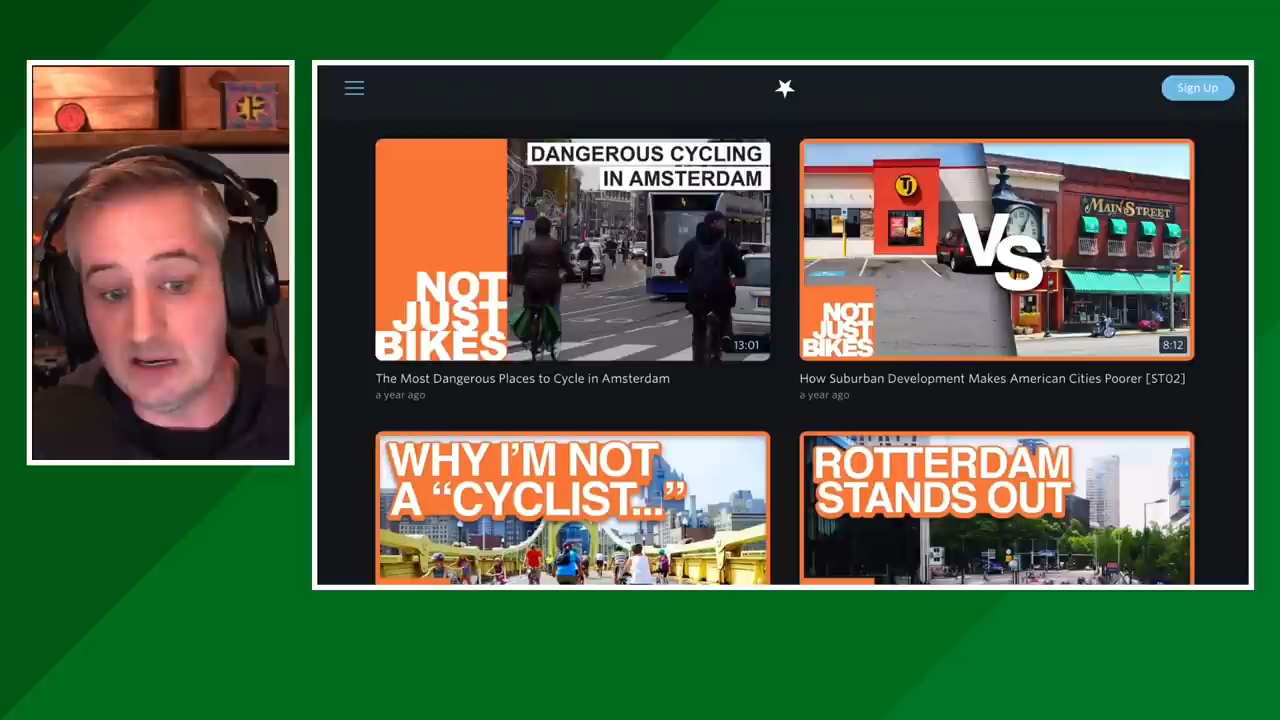 Sign Up
DANGEROUS CYCLING
IN AMSTERDAM
NOT
JUST
BIKES
13:01
The Most Dangerous Places to Cycle in Amsterdam
a year ago
TJ
MAIN STREET
VS
NOT
JUST
BIKES
8:12
How Suburban Development Makes American Cities Poorer [ST02]
a year ago
WHY I'M NOT
A “CYCLIST...”
ROTTERDAM
STANDS OUT